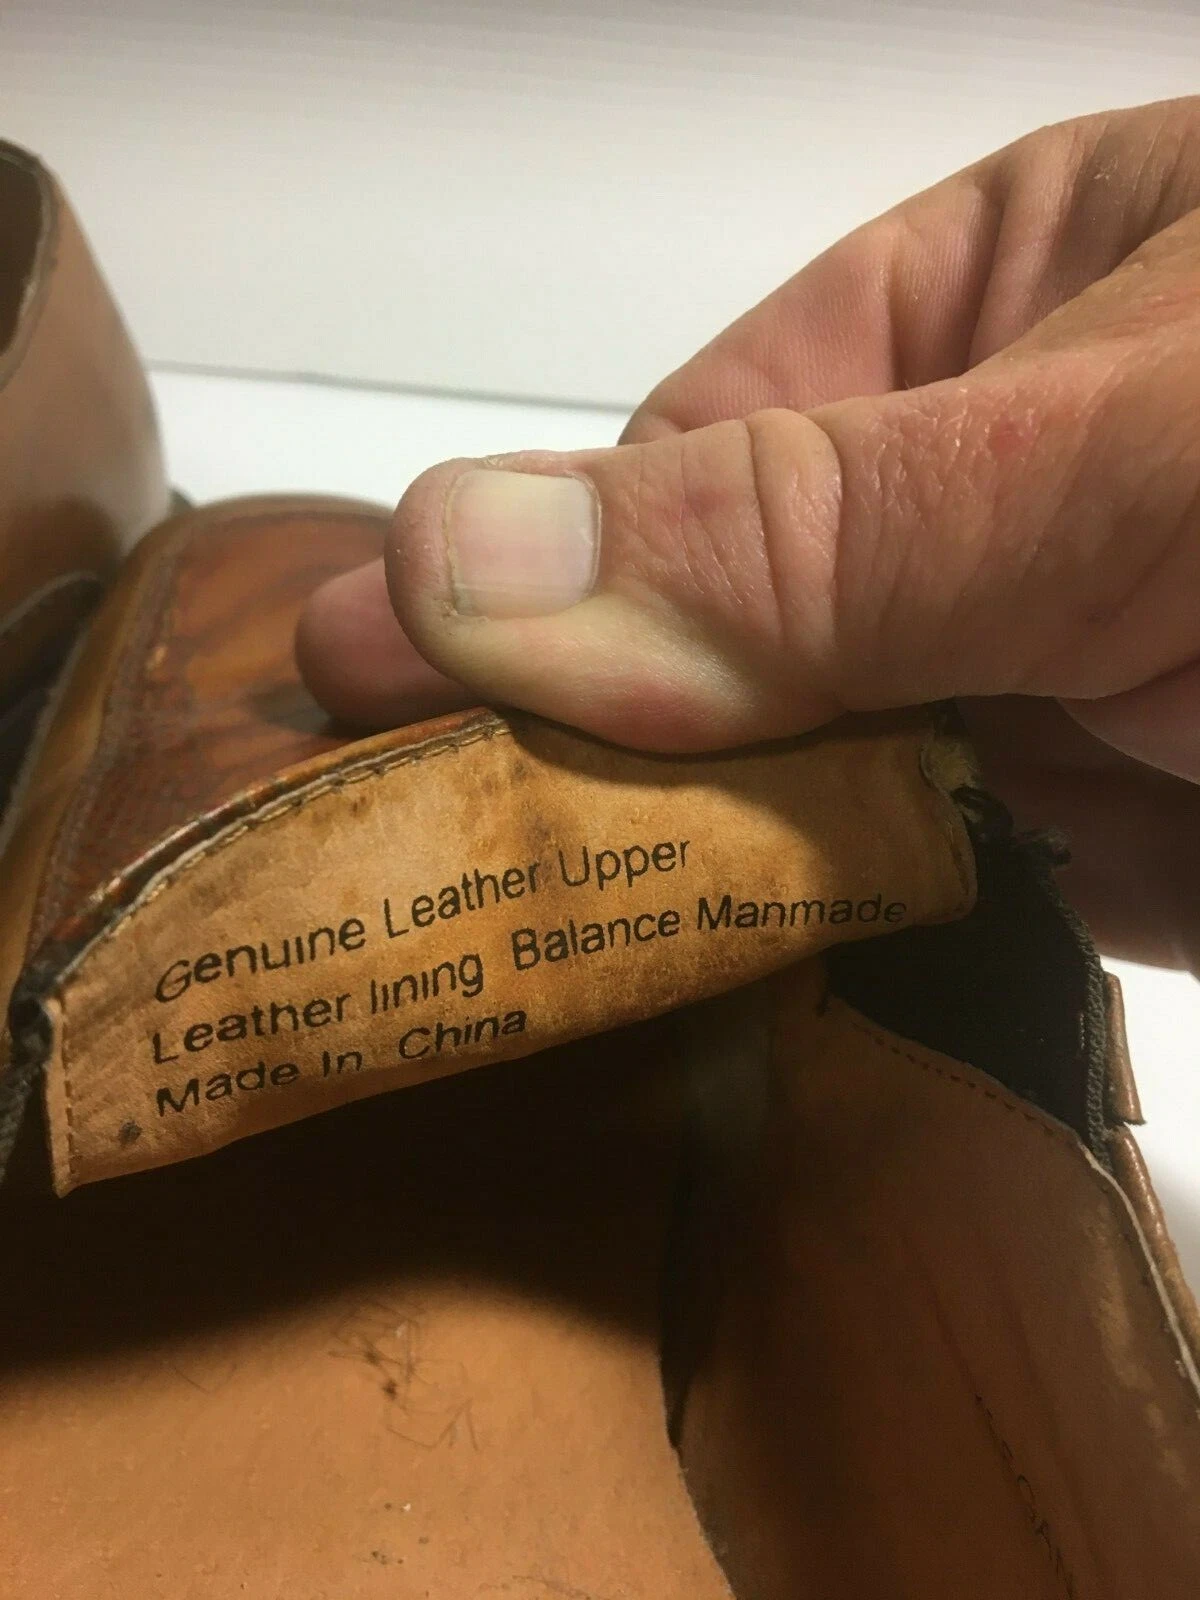 Genuine Leather Upper
Leather lining Balance Manmade
Made In China